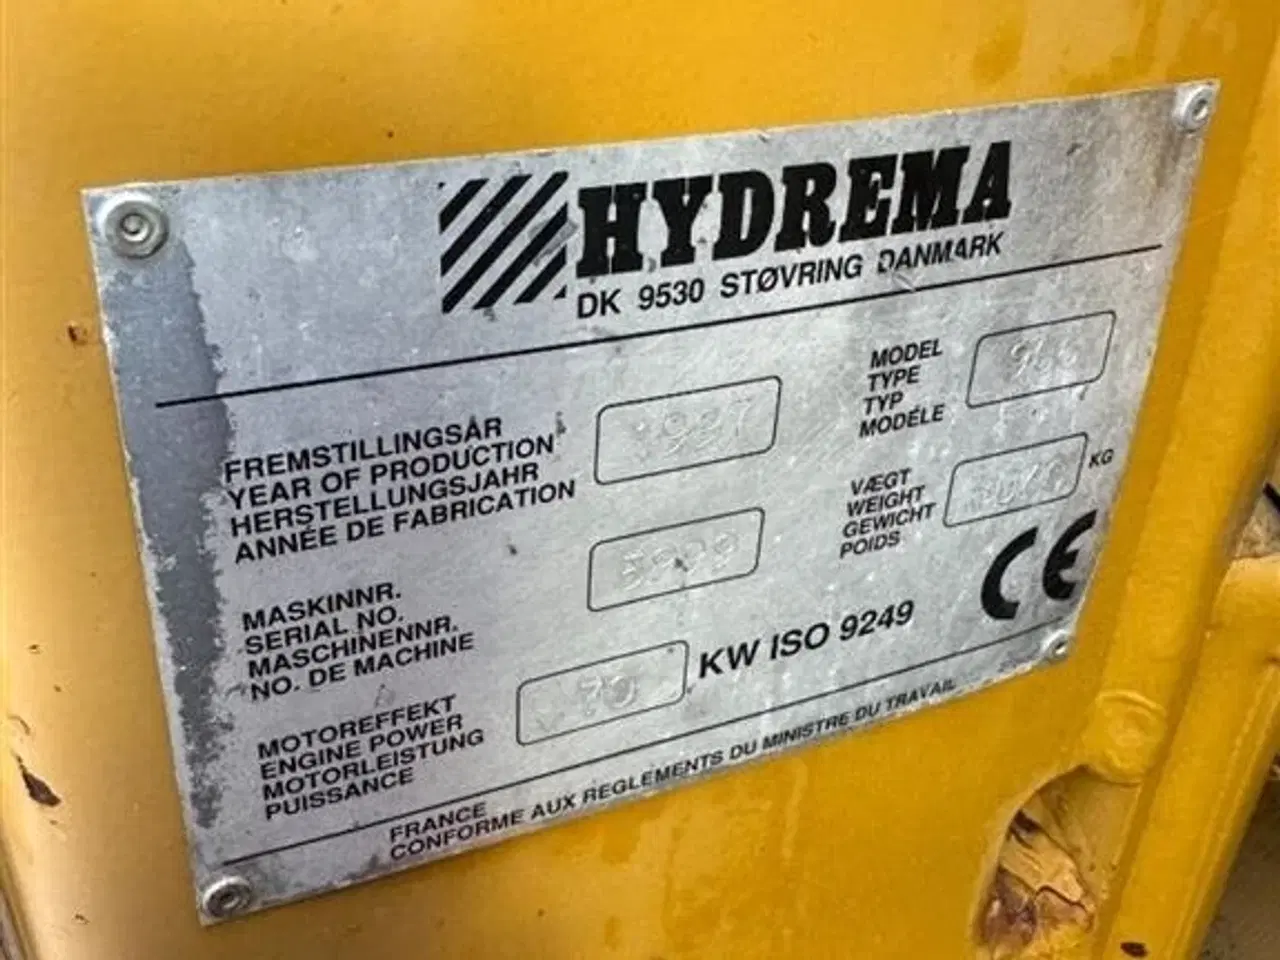 HYDREMA
DK 9530 STØVRING DANMARK
FREMSTILLINGSÅR
YEAR OF PRODUCTION
HERSTELLUNGSJAHR
ANNÉE DE FABRICATION
MODEL
TYPE
TYP
MODÉLE
VÆGT
WEIGHT
GEWICHT
POIDS
KG
MASKINNR.
SERIAL NO.
MASCHINENNR.
NO. DE MACHINE
MOTOREFFEKT
ENGINE POWER
MOTORLEISTUNG
PUISSANCE
70
KW ISO 9249
CE
FRANCE
CONFORME AUX REGLEMENTS DU MINISTRE DU TRAVAIL